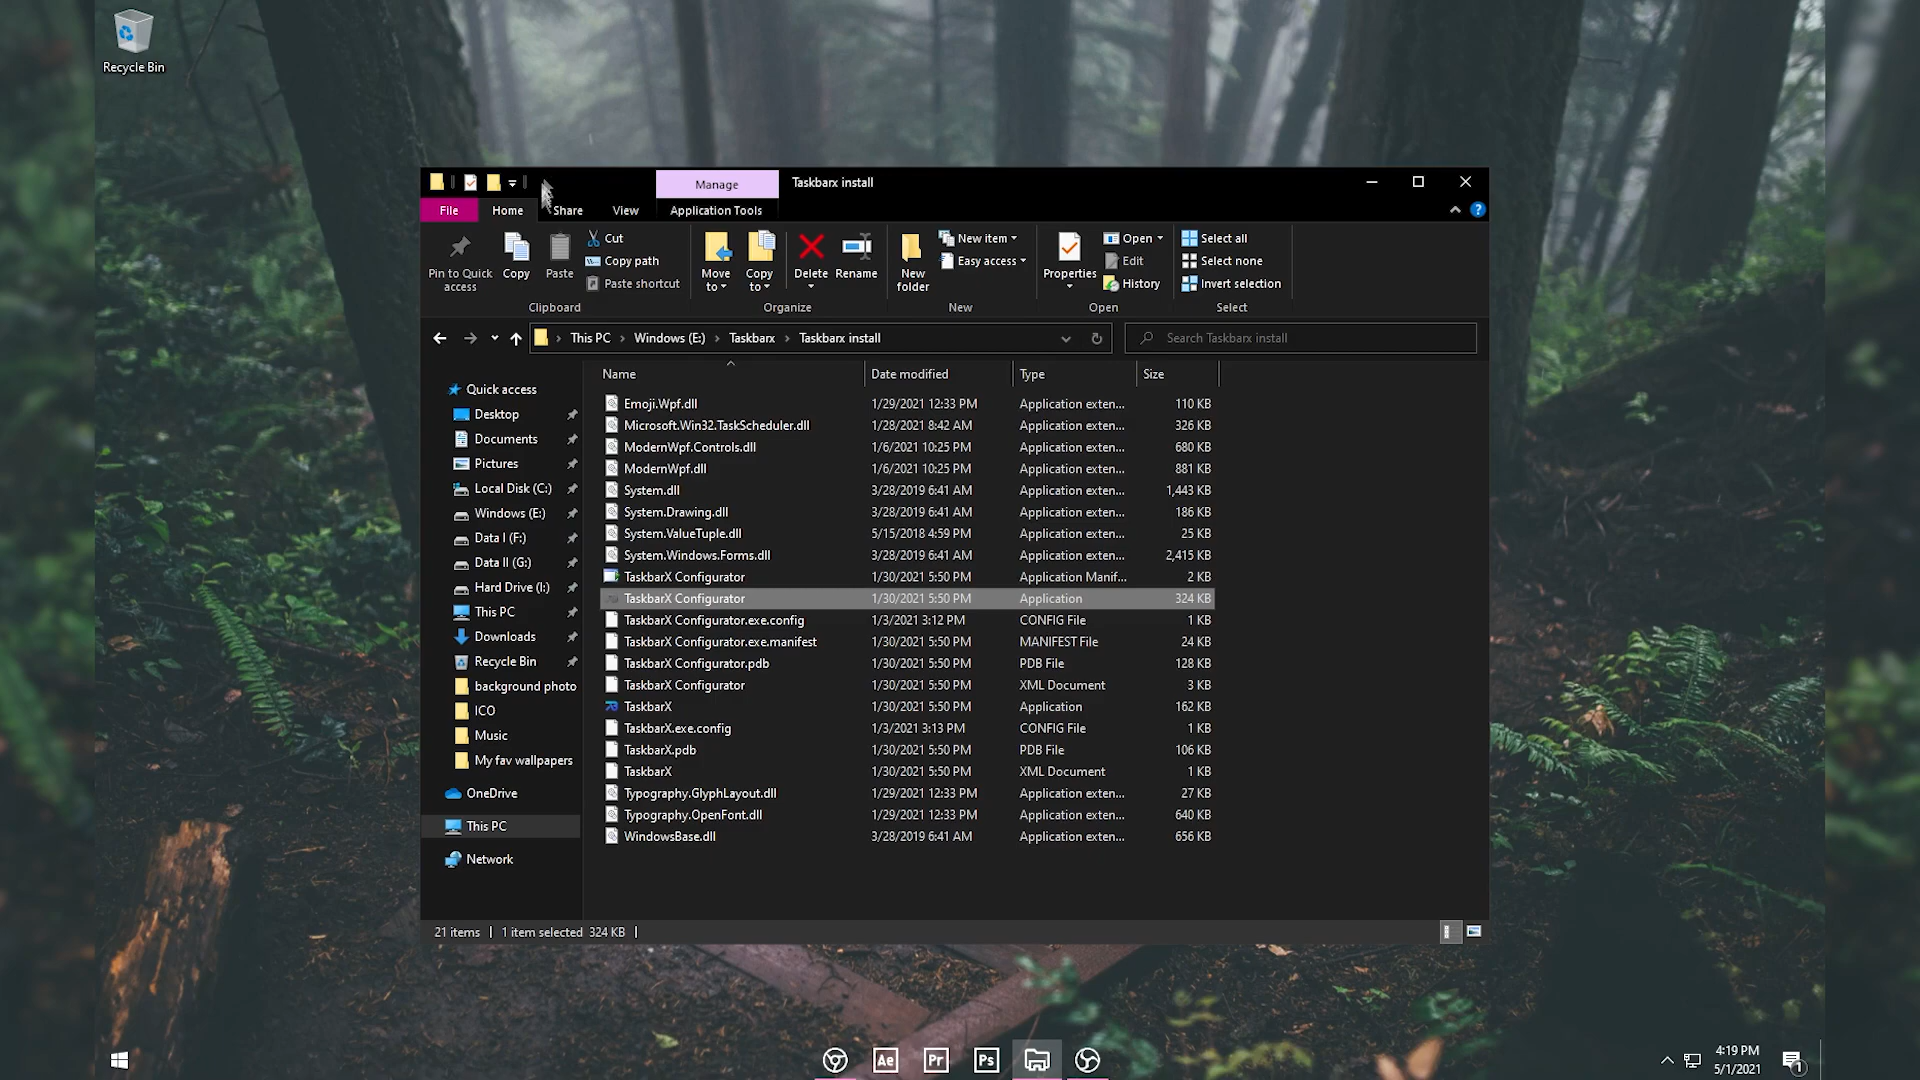 Recycle Bin
Manage
Taskbarx install
File
Home
Share
View
Application Tools
Pin to Quick access
Copy
Paste
Cut
Copy path
Paste shortcut
Clipboard
Move to
Copy to
Delete
Rename
Organize
New folder
New item
Easy access
New
Properties
Open
Edit
History
Open
Select all
Select none
Invert selection
Select
This PC > Windows (E:) > Taskbarx > Taskbarx install
Search Taskbarx install
Name Date modified Type Size
Quick access
Desktop
Documents
Pictures
Local Disk (C:)
Windows (E:)
Data I (F:)
Data II (G:)
Hard Drive (I:)
This PC
Downloads
Recycle Bin
background photo
ICO
Music
My fav wallpapers
OneDrive
This PC
Network
Emoji.Wpf.dll 1/29/2021 12:33 PM Application exten... 110 KB
Microsoft.Win32.TaskScheduler.dll 1/28/2021 8:42 AM Application exten... 326 KB
ModernWpf.Controls.dll 1/6/2021 10:25 PM Application exten... 680 KB
ModernWpf.dll 1/6/2021 10:25 PM Application exten... 881 KB
System.dll 3/28/2019 6:41 AM Application exten... 1,443 KB
System.Drawing.dll 3/28/2019 6:41 AM Application exten... 186 KB
System.ValueTuple.dll 5/15/2018 4:59 PM Application exten... 25 KB
System.Windows.Forms.dll 3/28/2019 6:41 AM Application exten... 2,415 KB
TaskbarX Configurator 1/30/2021 5:50 PM Application Manif... 2 KB
TaskbarX Configurator 1/30/2021 5:50 PM Application 324 KB
TaskbarX Configurator.exe.config 1/3/2021 3:12 PM CONFIG File 1 KB
TaskbarX Configurator.exe.manifest 1/30/2021 5:50 PM MANIFEST File 24 KB
TaskbarX Configurator.pdb 1/30/2021 5:50 PM PDB File 128 KB
TaskbarX Configurator 1/30/2021 5:50 PM XML Document 3 KB
TaskbarX 1/30/2021 5:50 PM Application 162 KB
TaskbarX.exe.config 1/3/2021 3:13 PM CONFIG File 1 KB
TaskbarX.pdb 1/30/2021 5:50 PM PDB File 106 KB
TaskbarX 1/30/2021 5:50 PM XML Document 1 KB
Typography.GlyphLayout.dll 1/29/2021 12:33 PM Application exten... 27 KB
Typography.OpenFont.dll 1/29/2021 12:33 PM Application exten... 640 KB
WindowsBase.dll 3/28/2019 6:41 AM Application exten... 656 KB
21 items | 1 item selected 324 KB |
Ae Pr Ps
4:19 PM
5/1/2021
1